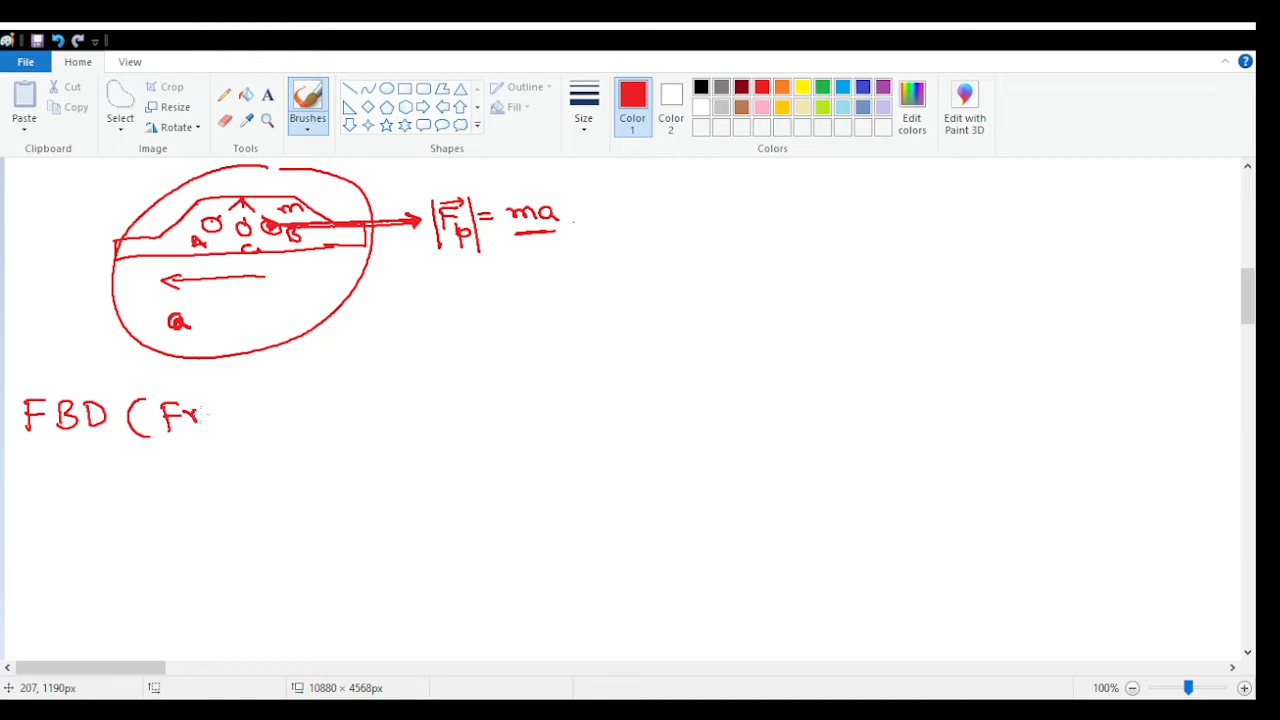 File
Home
View
Paste
Cut
Copy
Clipboard
Select
Crop
Resize
Rotate
Image
A
Tools
Brushes
Outline
Fill
Shapes
Size
Color 1
Color 2
Colors
Edit colors
Edit with Paint 3D
m
A
B
C
|F⃗p| = ma
a
FBD (Fr
207, 1190px
10880 × 4568px
100%